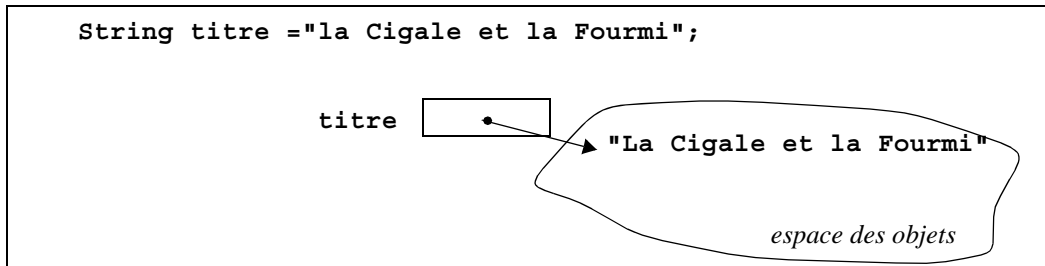 String titre ="la Cigale et la Fourmi";
titre
"La Cigale et la Fourmi"
espace des objets